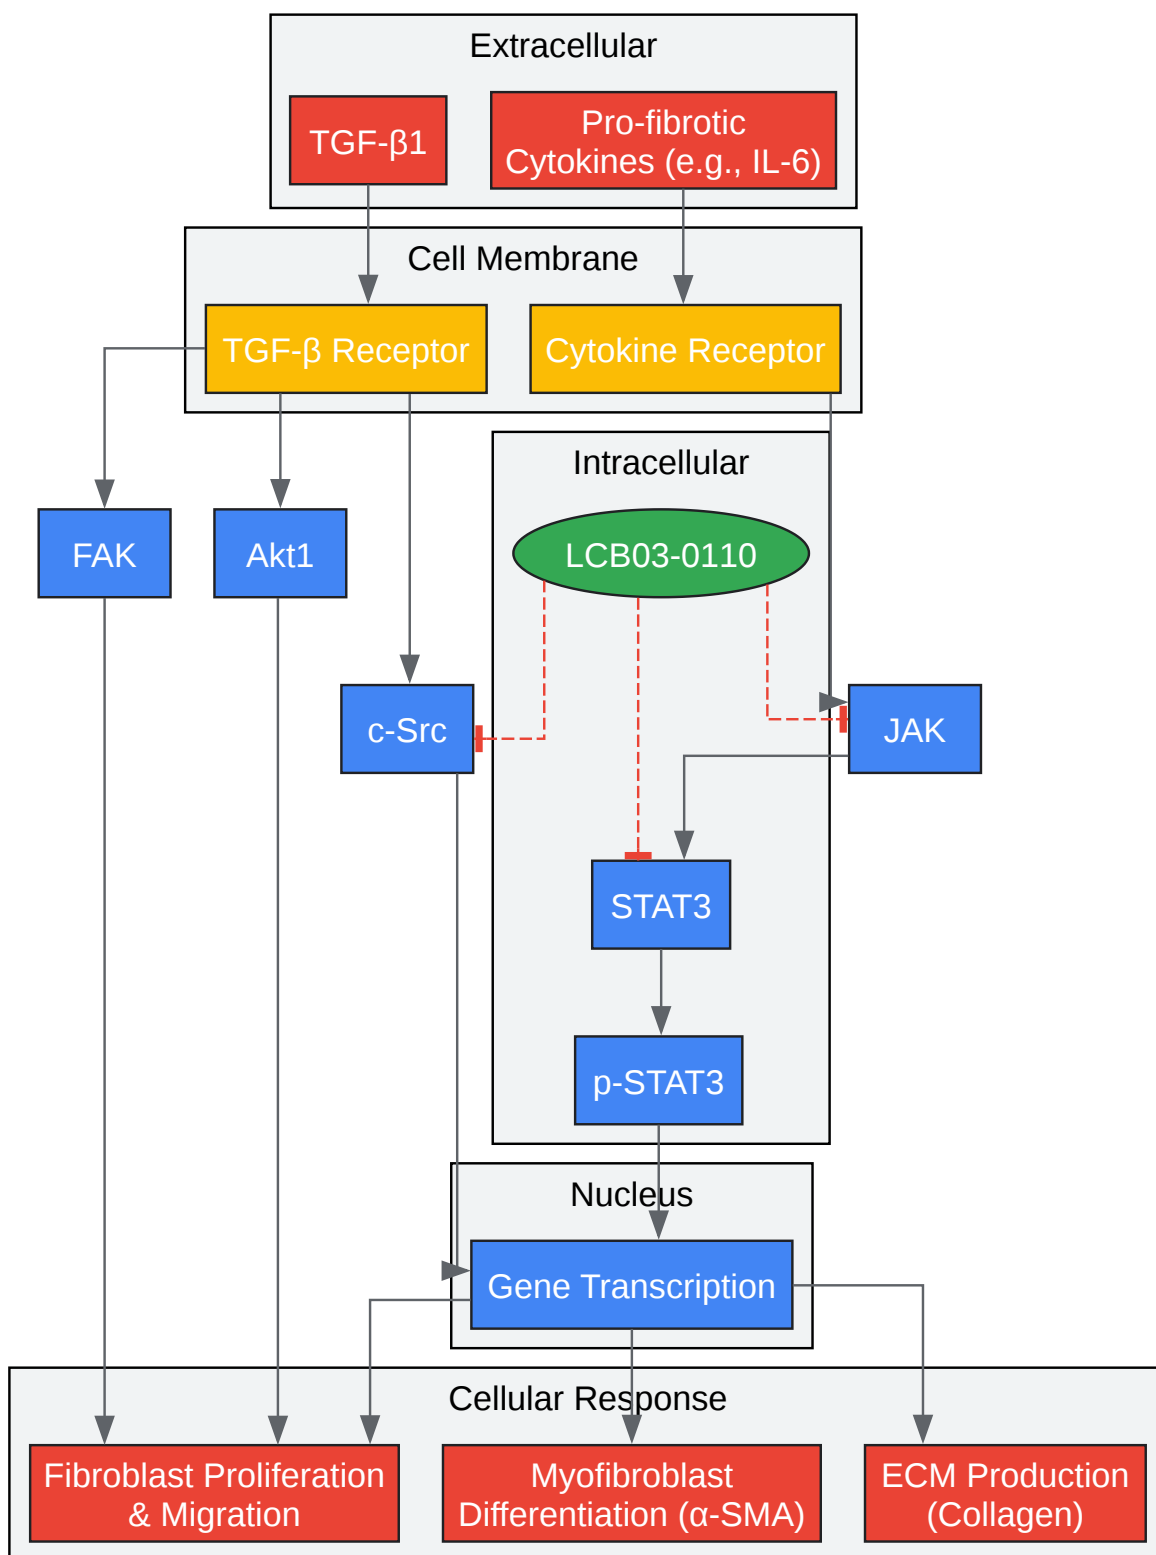 Extracellular
TGF-β1
Pro-fibrotic
Cytokines (e.g., IL-6)
Cell Membrane
TGF-β Receptor
Cytokine Receptor
Intracellular
FAK
Akt1
LCB03-0110
c-Src
JAK
STAT3
p-STAT3
Nucleus
Gene Transcription
Cellular Response
Fibroblast Proliferation
& Migration
Myofibroblast
Differentiation (α-SMA)
ECM Production
(Collagen)